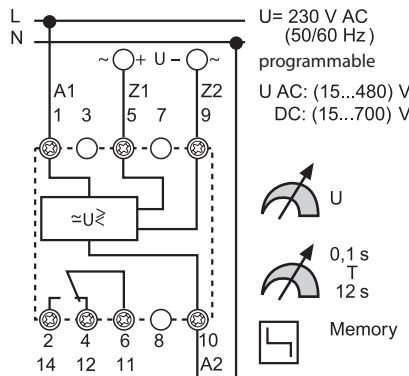 L
U= 230 V AC
N
(50/60 Hz)
~ + U - ~
programmable
A1 Z1 Z2
U AC: (15...480) V
1 3 5 7 9
DC: (15...700) V
≃U≷
U
0,1 s
T
12 s
2 4 6 8 10
Memory
14 12 11 A2